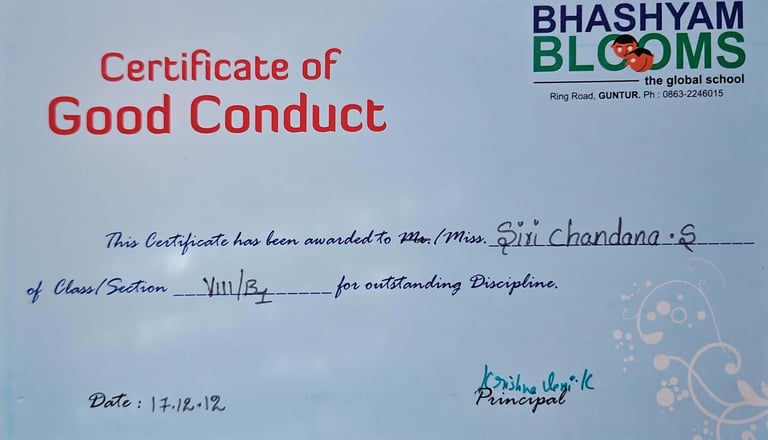 BHASHYAM
BLOOMS
the global school
Ring Road, GUNTUR. Ph : 0863-2246015
Certificate of
Good Conduct
This Certificate has been awarded to Mr./Miss. Siri Chandana . S
of Class/Section VIII/B1 for outstanding Discipline.
Krishna Veni . K
Date : 17.12.12 Principal